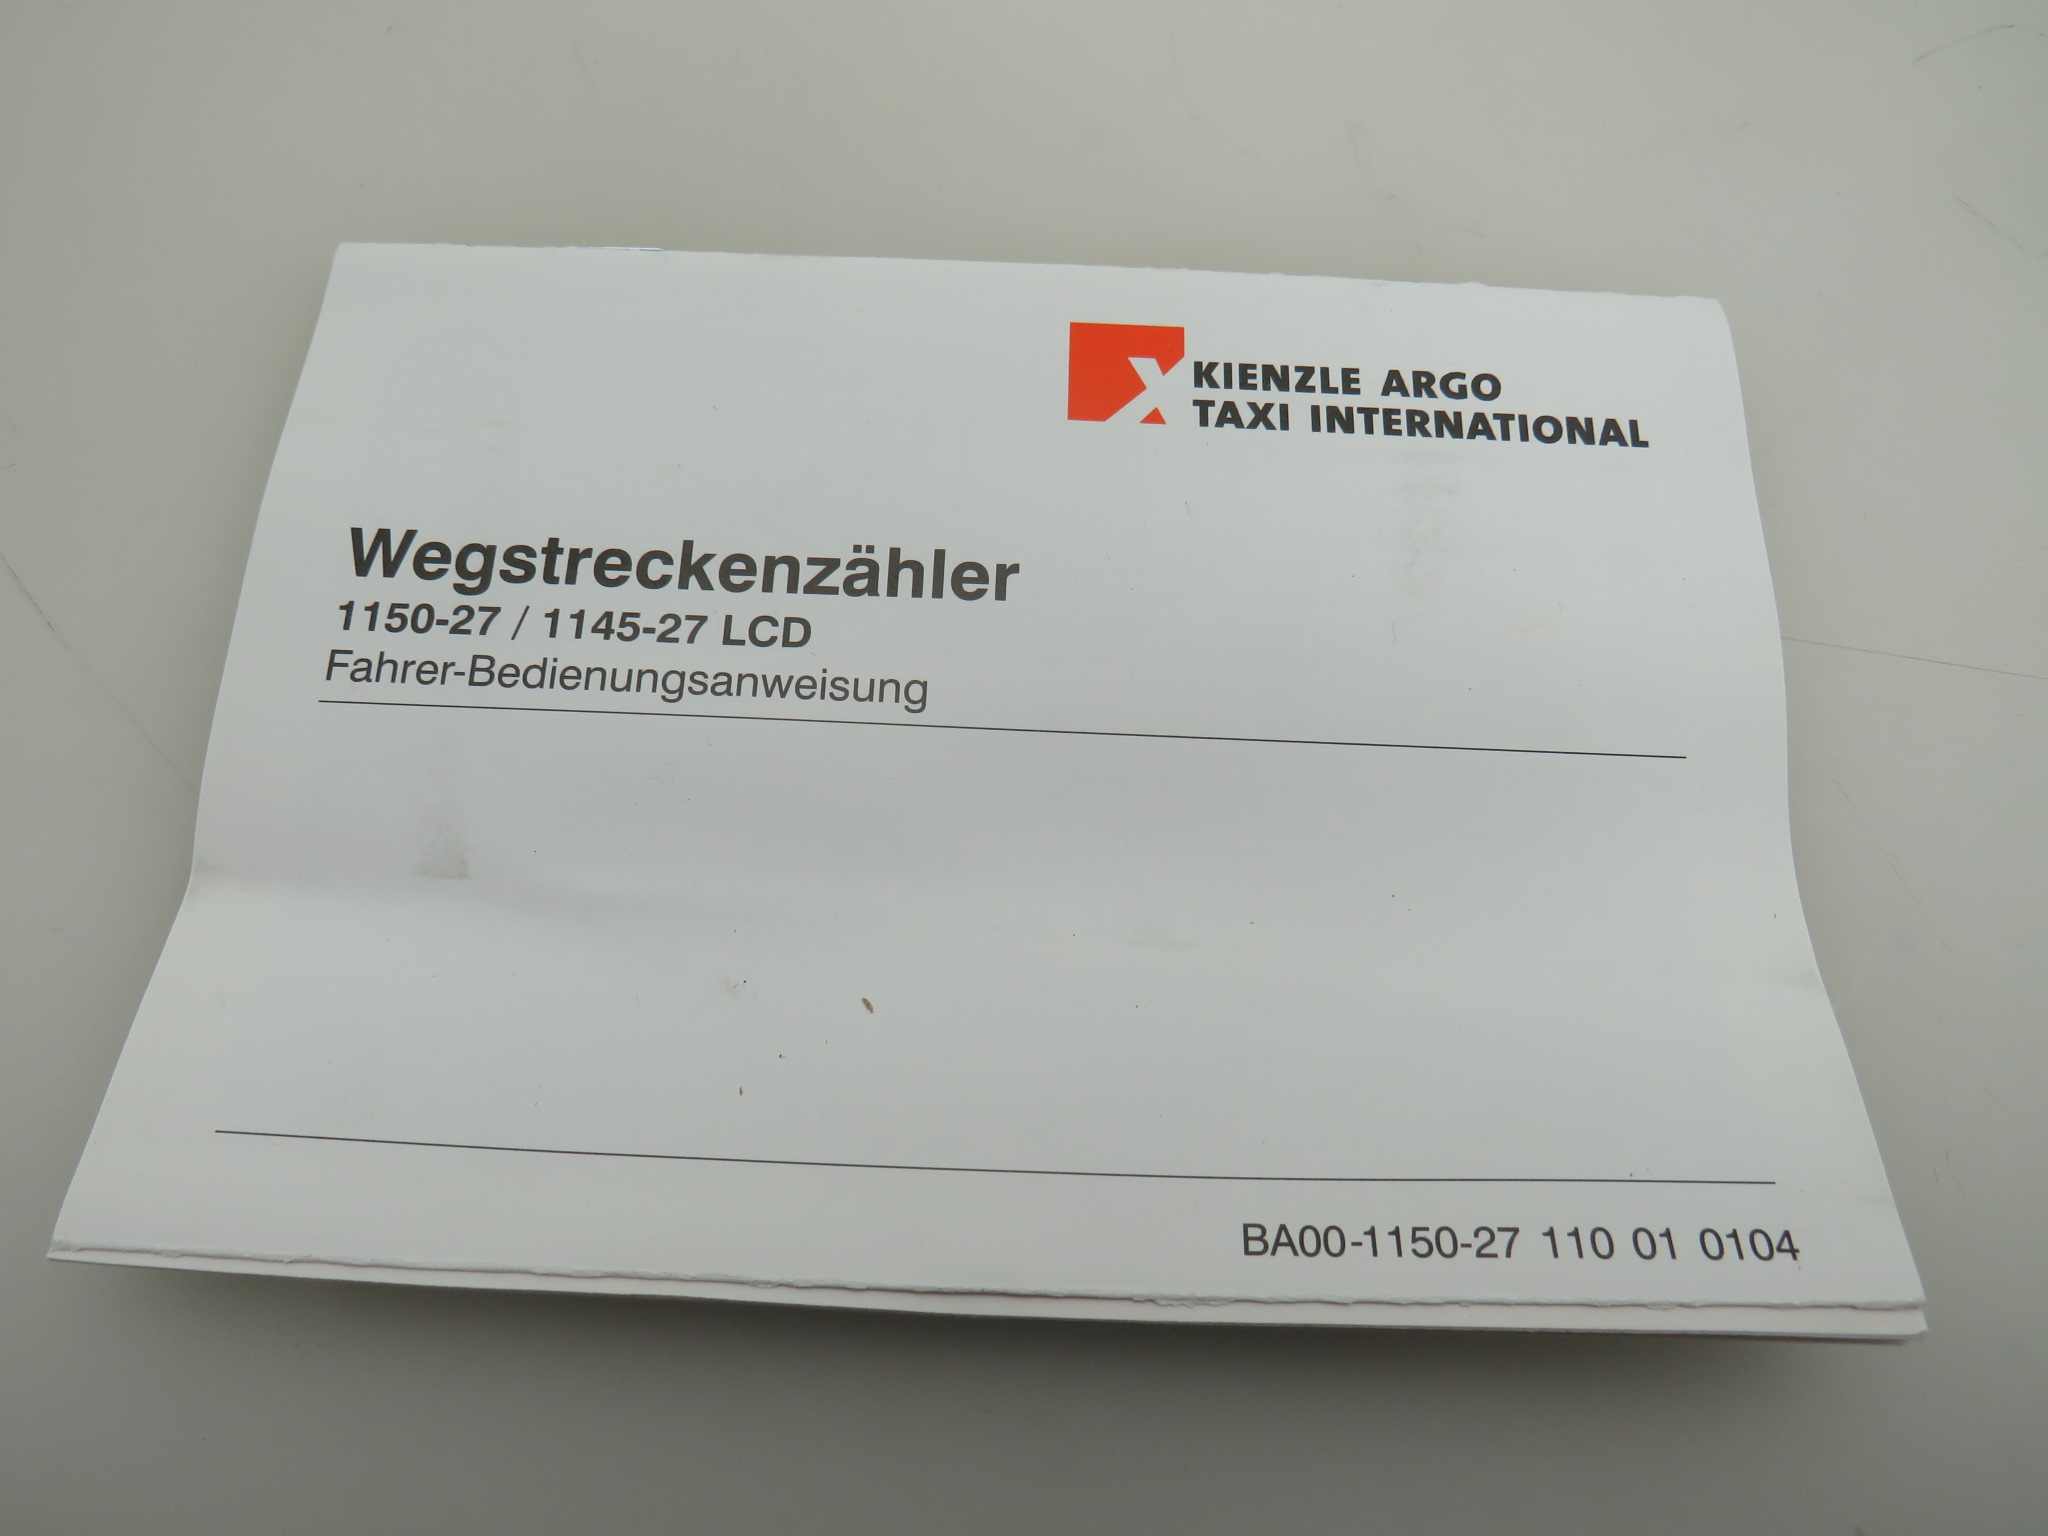 KIENZLE ARGO
TAXI INTERNATIONAL
Wegstreckenzähler
1150-27 / 1145-27 LCD
Fahrer-Bedienungsanweisung
BA00-1150-27 110 01 0104